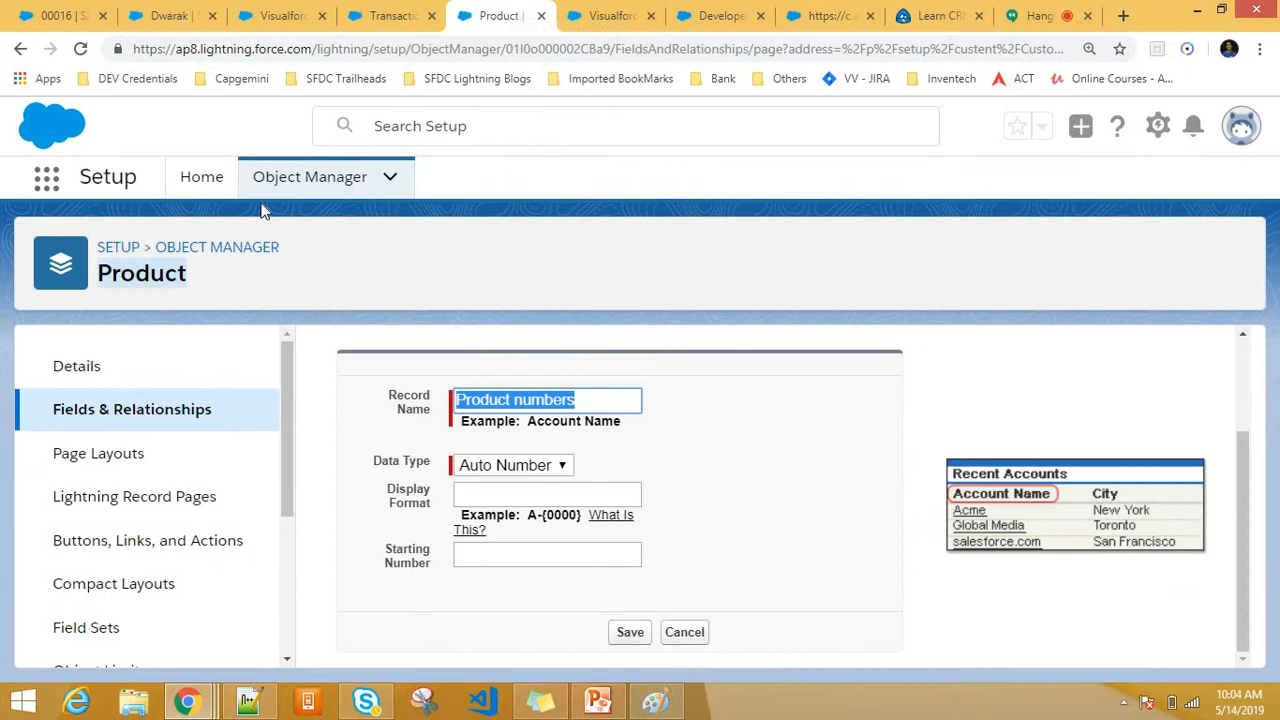 00016 | S
Dwarak | S
Visualforc
Transactic
Product |
Visualforc
Develope
https://c.a
Learn CR
Hang
https://ap8.lightning.force.com/lightning/setup/ObjectManager/01I0o000002CBa9/FieldsAndRelationships/page?address=%2Fp%2Fsetup%2Fcustent%2FCusto...
Apps
DEV Credentials
Capgemini
SFDC Trailheads
SFDC Lightning Blogs
Imported BookMarks
Bank
Others
VV - JIRA
Inventech
ACT
Online Courses - A...
Search Setup
Setup
Home
Object Manager
SETUP > OBJECT MANAGER
Product
Details
Fields & Relationships
Page Layouts
Lightning Record Pages
Buttons, Links, and Actions
Compact Layouts
Field Sets
Record
Name
Product numbers
Example: Account Name
Data Type
Auto Number
Display
Format
Example: A-{0000} What Is
This?
Starting
Number
Save
Cancel
Recent Accounts
Account Name City
Acme New York
Global Media Toronto
salesforce.com San Francisco
10:04 AM
5/14/2019